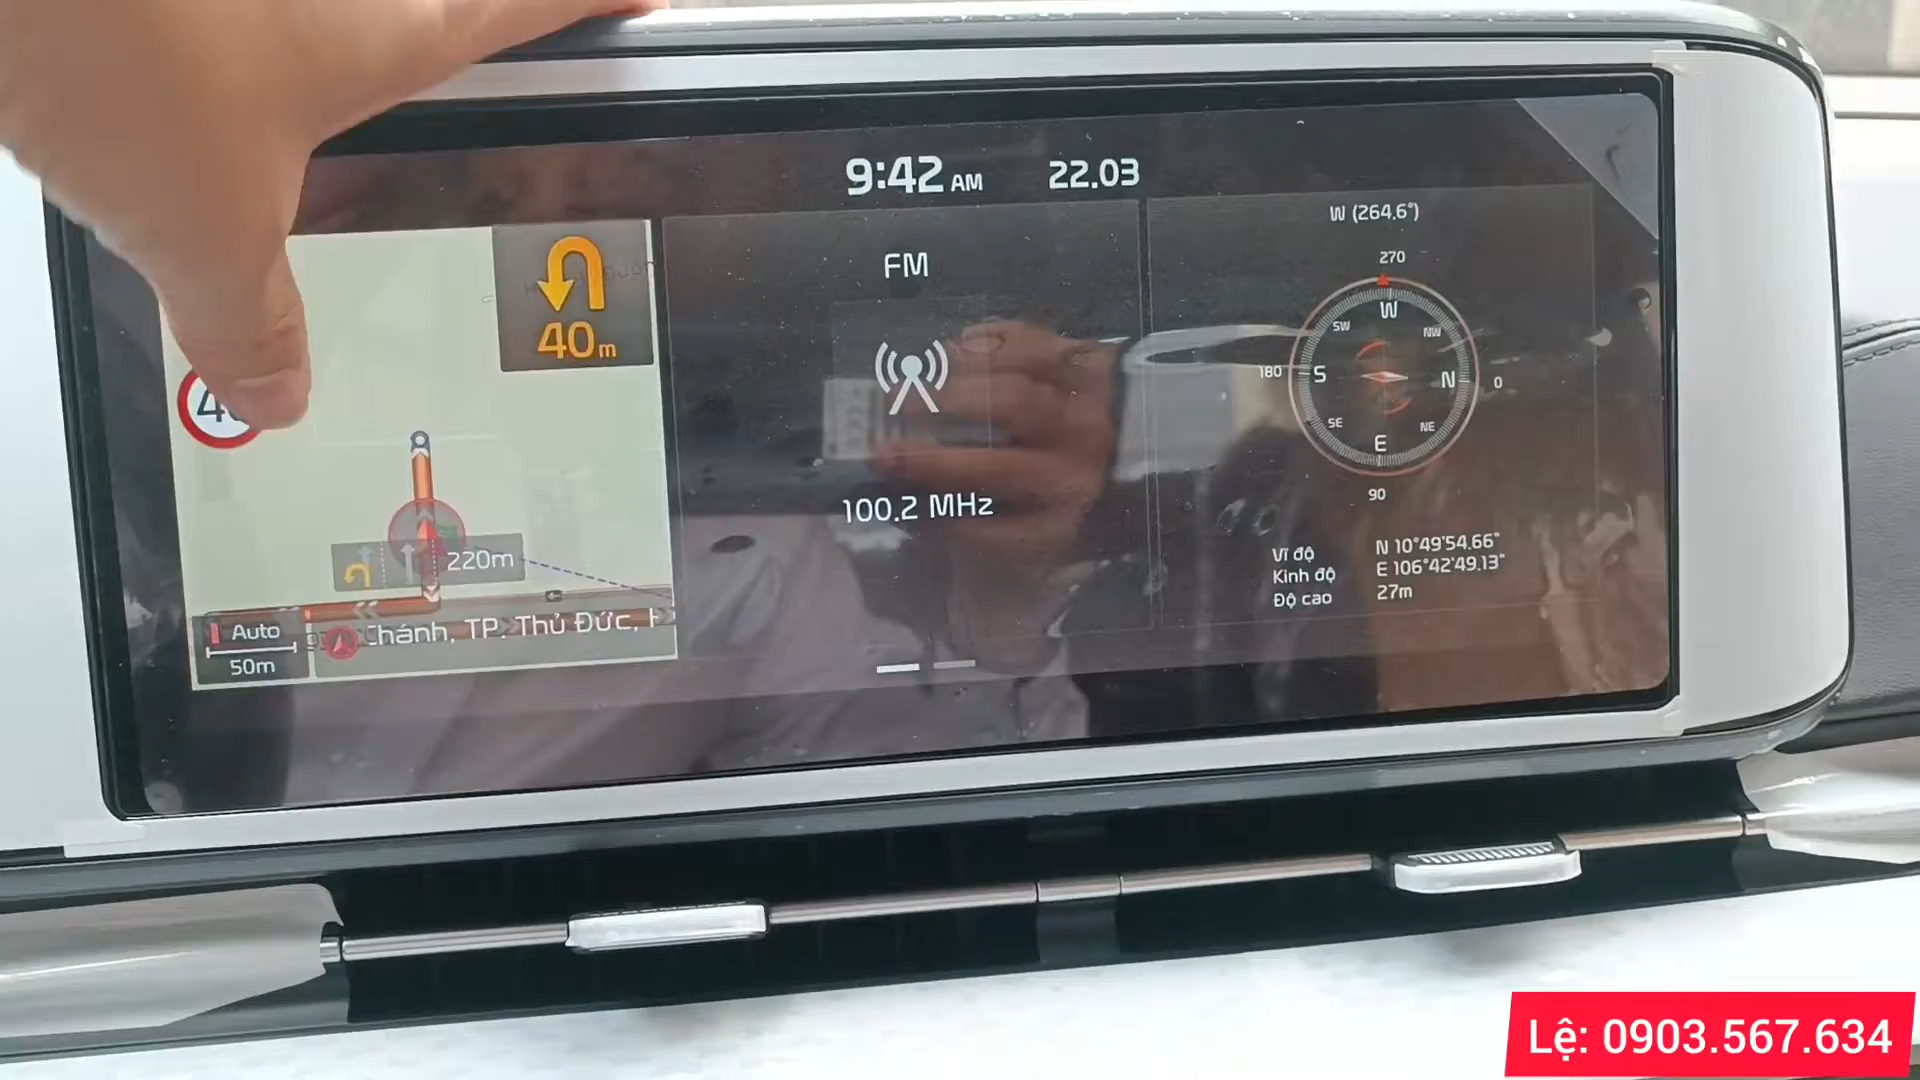 9:42 AM 22.03
40m
40
220m
Auto
50m
Chánh, TP. Thủ Đức, H
FM
100.2 MHz
W (264.6°)
270
W
SW
NW
180
S
N
0
SE
NE
E
90
Vĩ độ N 10°49'54.66"
Kinh độ E 106°42'49.13"
Độ cao 27m
Lệ: 0903.567.634